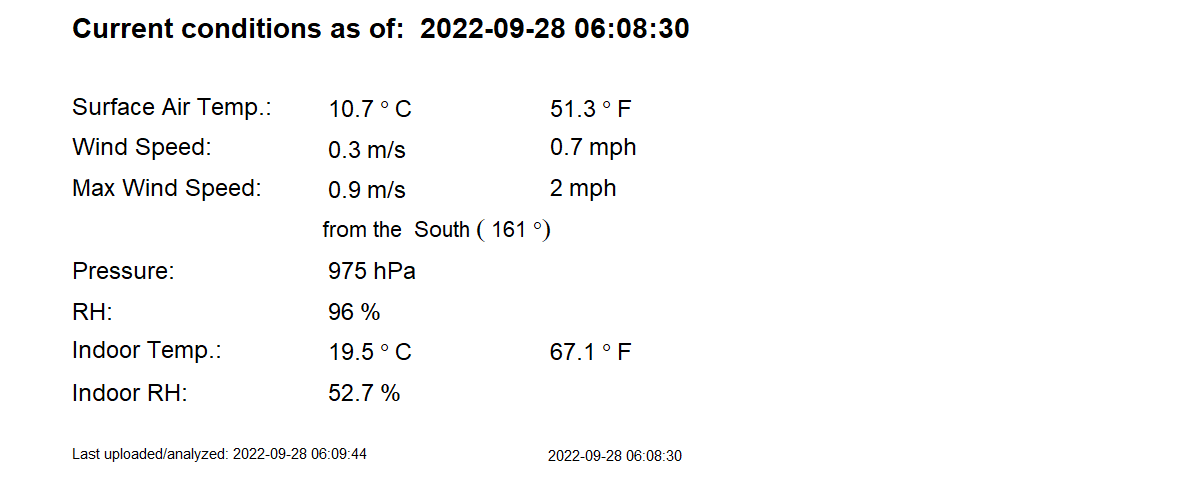 Current conditions as of:  2022-09-28 06:08:30
Surface Air Temp.: 10.7 ° C 51.3 ° F
Wind Speed: 0.3 m/s 0.7 mph
Max Wind Speed: 0.9 m/s 2 mph
from the  South ( 161 °)
Pressure: 975 hPa
RH: 96 %
Indoor Temp.: 19.5 ° C 67.1 ° F
Indoor RH: 52.7 %
Last uploaded/analyzed: 2022-09-28 06:09:44 2022-09-28 06:08:30